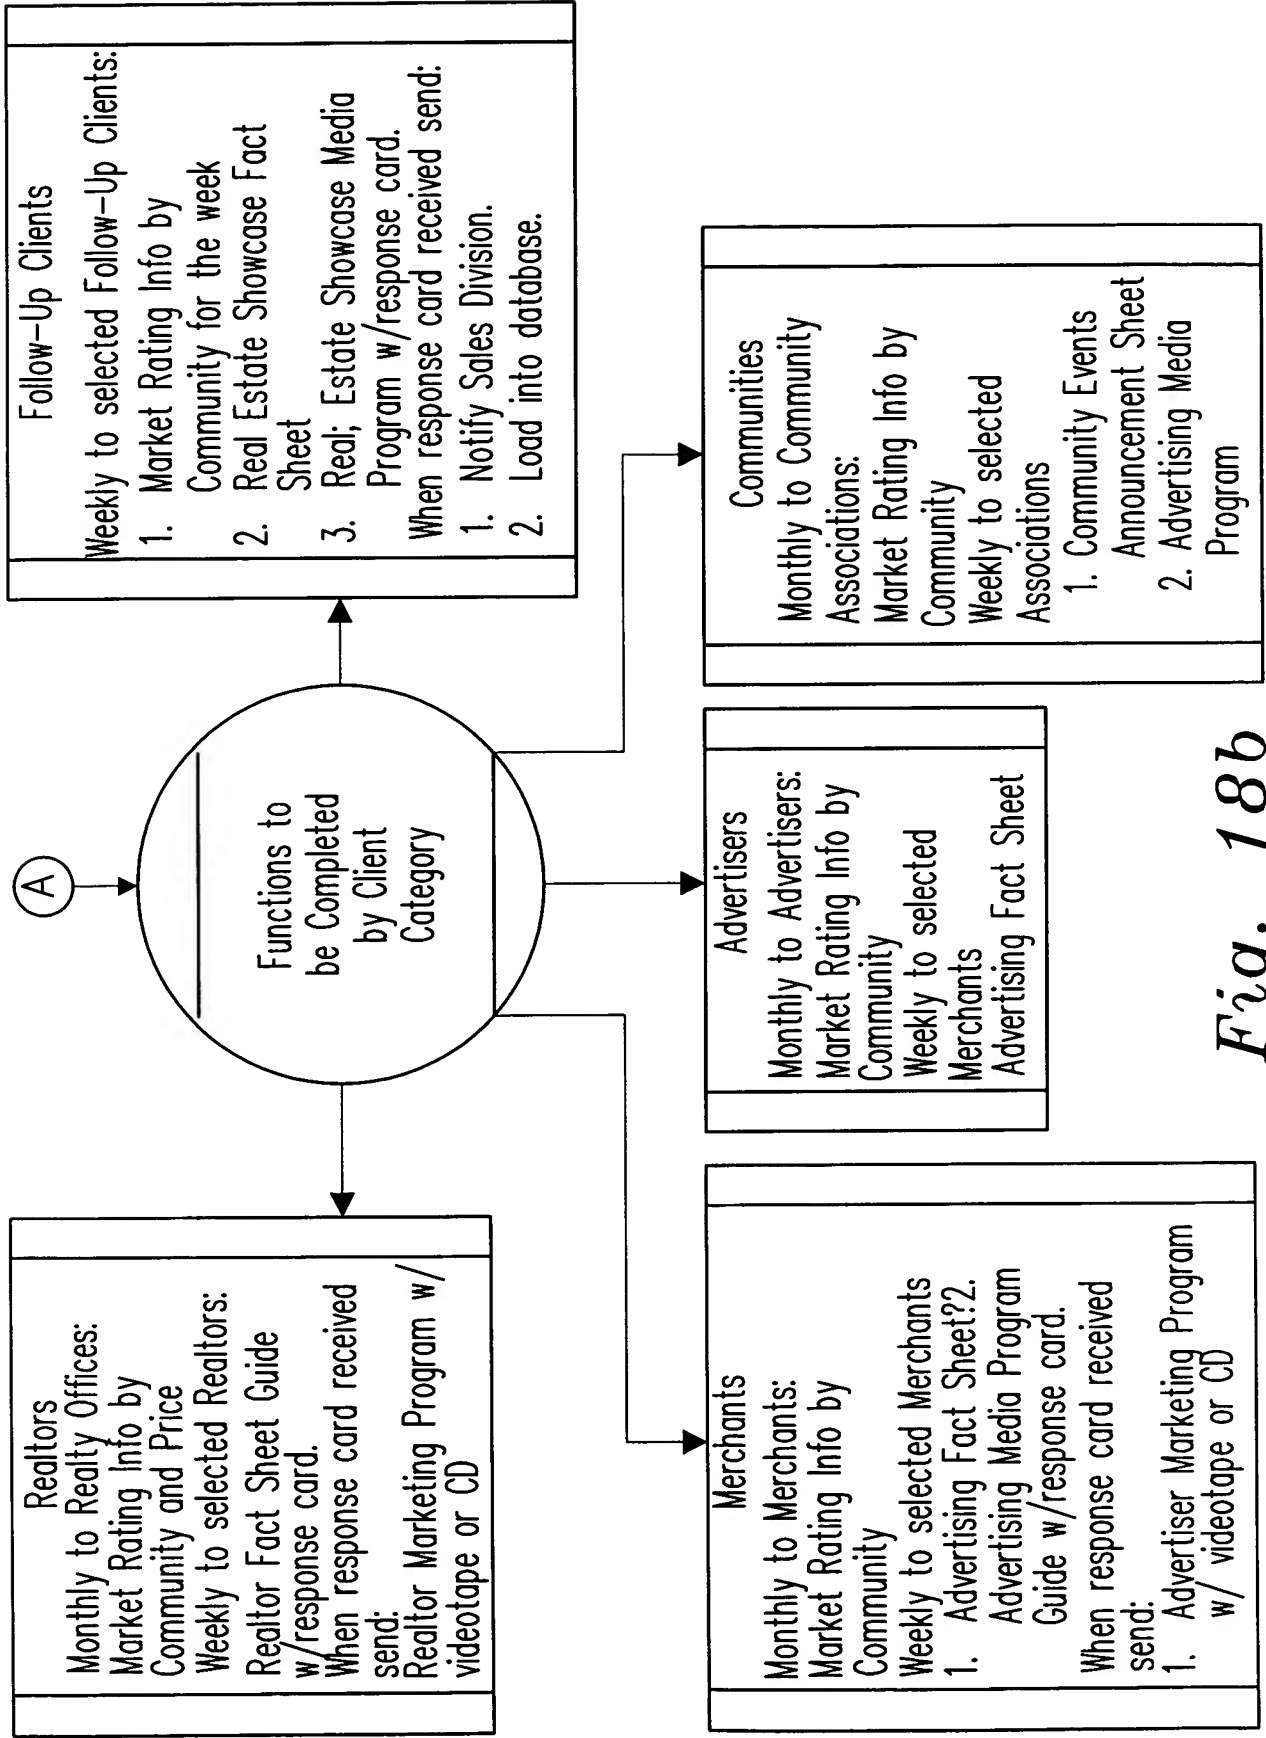 A
Functions to
be Completed
by Client
Category
Realtors
Monthly to Realty Offices:
Market Rating Info by
Community and Price
Weekly to selected Realtors:
Realtor Fact Sheet Guide
w/response card.
When response card received
send:
Realtor Marketing Program w/
videotape or CD
Follow-Up Clients
Weekly to selected Follow-Up Clients:
1. Market Rating Info by
Community for the week
2. Real Estate Showcase Fact
Sheet
3. Real; Estate Showcase Media
Program w/response card.
When response card received send:
1. Notify Sales Division.
2. Load into database.
Merchants
Monthly to Merchants:
Market Rating Info by
Community
Weekly to selected Merchants
1. Advertising Fact Sheet?2.
Advertising Media Program
Guide w/response card.
When response card received
send:
1. Advertiser Marketing Program
w/ videotape or CD
Advertisers
Monthly to Advertisers:
Market Rating Info by
Community
Weekly to selected
Merchants
Advertising Fact Sheet
Communities
Monthly to Community
Associations:
Market Rating Info by
Community
Weekly to selected
Associations
1. Community Events
Announcement Sheet
2. Advertising Media
Program
Fig. 18b